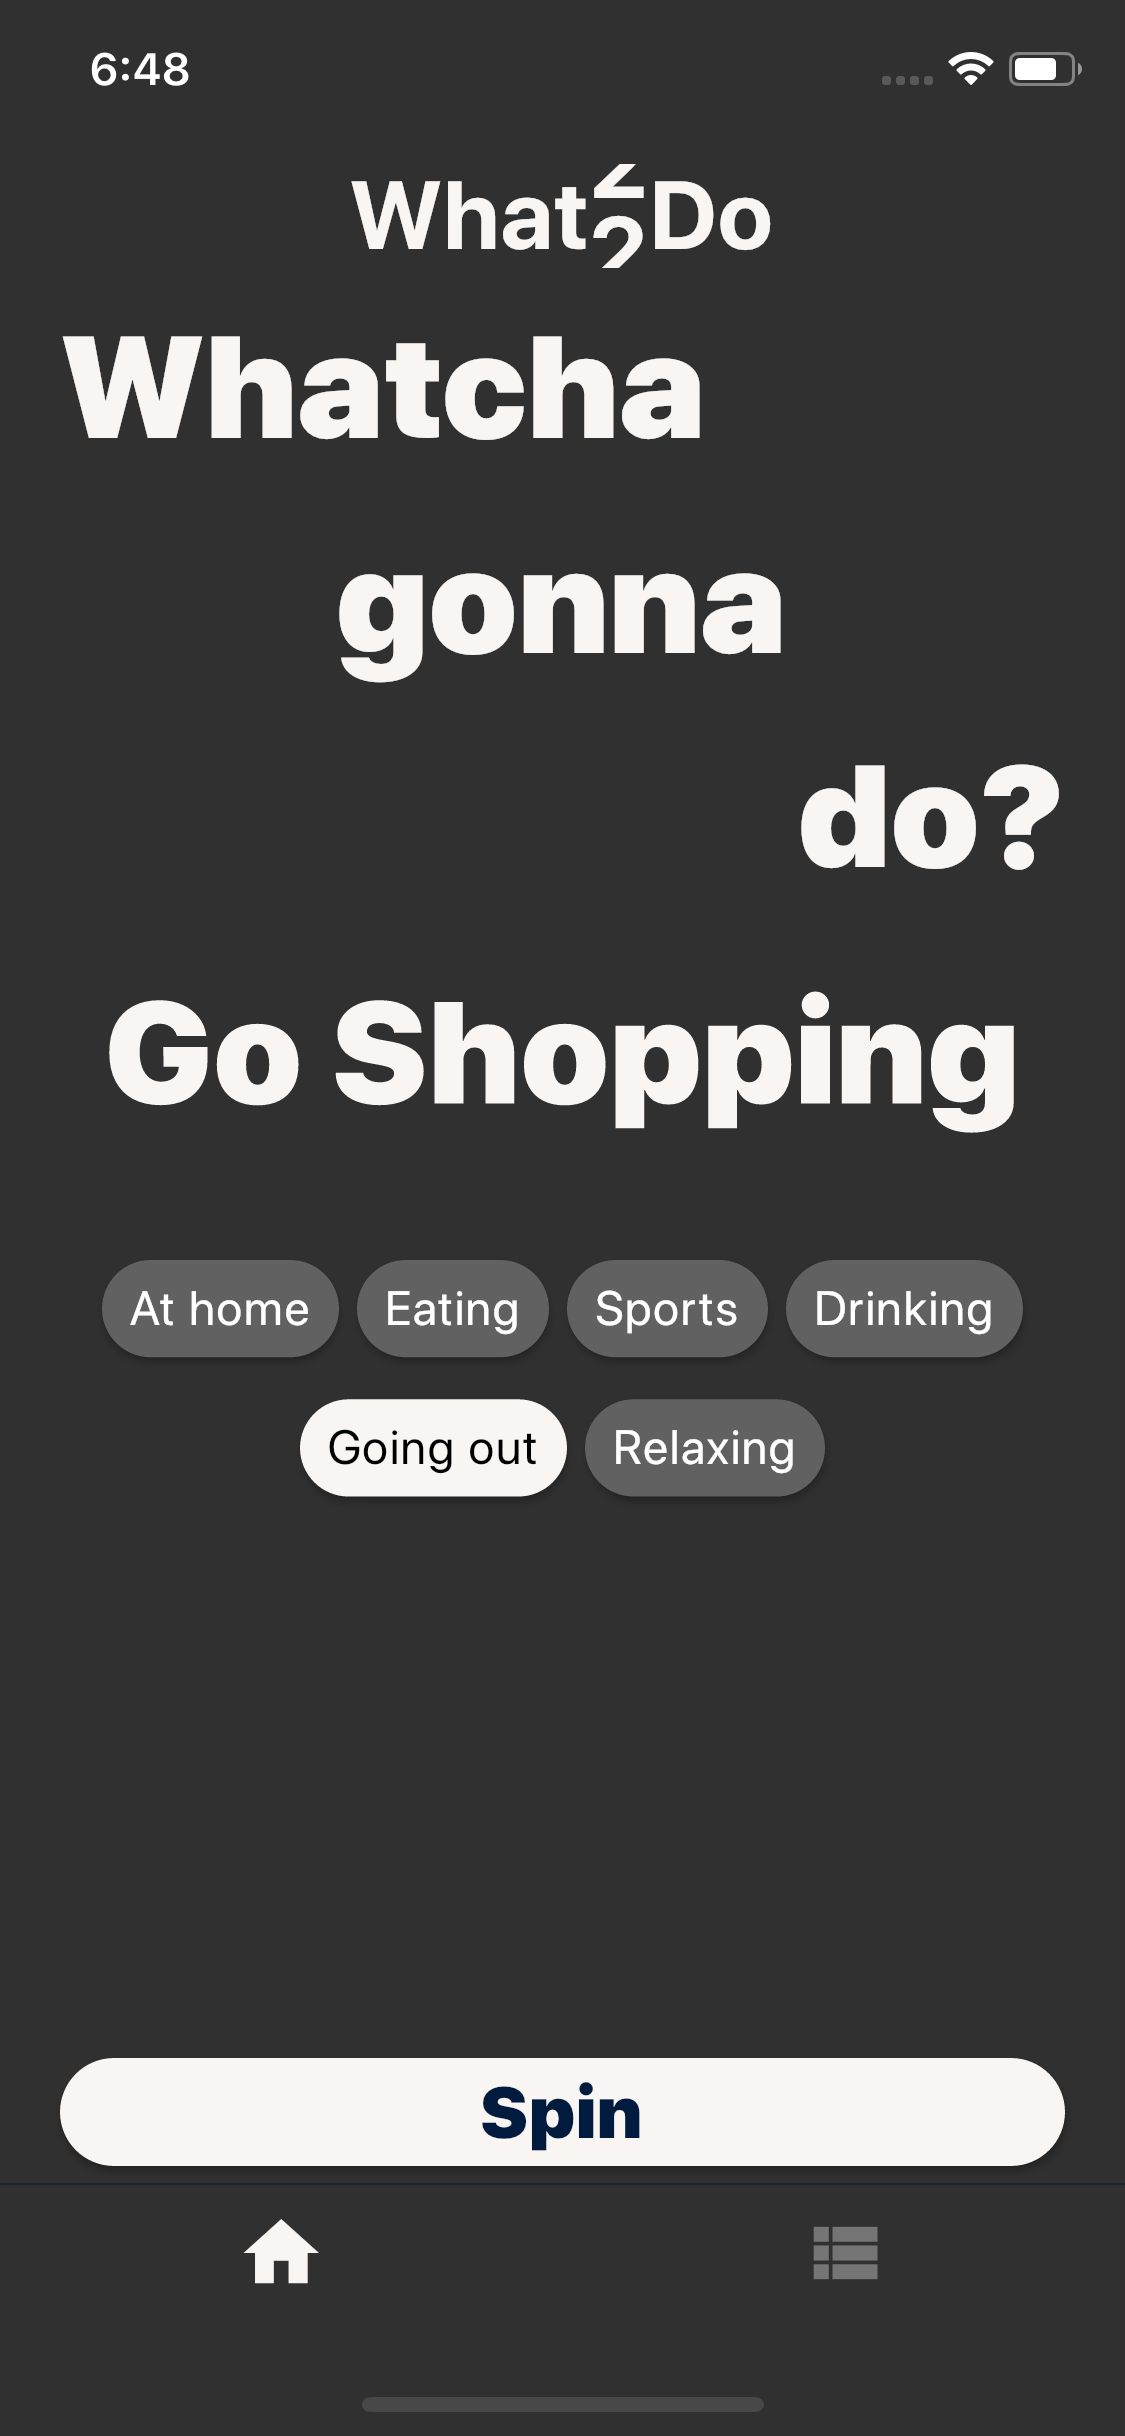 6:48
What2Do
Whatcha
gonna
do?
Go Shopping
At home Eating Sports Drinking
Going out Relaxing
Spin